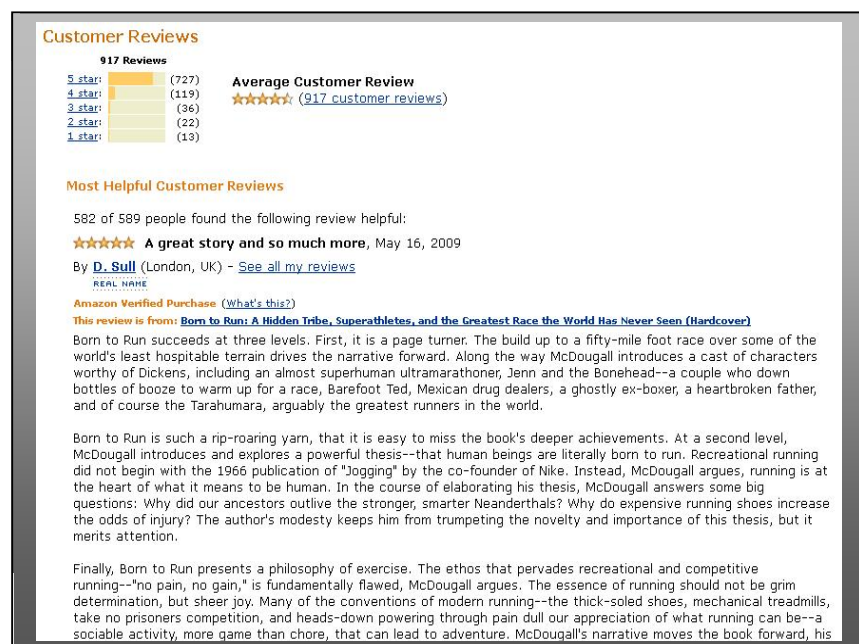 Customer Reviews
917 Reviews
5 star: (727)
4 star: (119)
3 star: (36)
2 star: (22)
1 star: (13)
Average Customer Review
(917 customer reviews)
Most Helpful Customer Reviews
582 of 589 people found the following review helpful:
A great story and so much more, May 16, 2009
By D. Sull (London, UK) - See all my reviews
REAL NAME
Amazon Verified Purchase (What's this?)
This review is from: Born to Run: A Hidden Tribe, Superathletes, and the Greatest Race the World Has Never Seen (Hardcover)
Born to Run succeeds at three levels. First, it is a page turner. The build up to a fifty-mile foot race over some of the
world's least hospitable terrain drives the narrative forward. Along the way McDougall introduces a cast of characters
worthy of Dickens, including an almost superhuman ultramarathoner, Jenn and the Bonehead--a couple who down
bottles of booze to warm up for a race, Barefoot Ted, Mexican drug dealers, a ghostly ex-boxer, a heartbroken father,
and of course the Tarahumara, arguably the greatest runners in the world.
Born to Run is such a rip-roaring yarn, that it is easy to miss the book's deeper achievements. At a second level,
McDougall introduces and explores a powerful thesis--that human beings are literally born to run. Recreational running
did not begin with the 1966 publication of "Jogging" by the co-founder of Nike. Instead, McDougall argues, running is at
the heart of what it means to be human. In the course of elaborating his thesis, McDougall answers some big
questions: Why did our ancestors outlive the stronger, smarter Neanderthals? Why do expensive running shoes increase
the odds of injury? The author's modesty keeps him from trumpeting the novelty and importance of this thesis, but it
merits attention.
Finally, Born to Run presents a philosophy of exercise. The ethos that pervades recreational and competitive
running--"no pain, no gain," is fundamentally flawed, McDougall argues. The essence of running should not be grim
determination, but sheer joy. Many of the conventions of modern running--the thick-soled shoes, mechanical treadmills,
take no prisoners competition, and heads-down powering through pain dull our appreciation of what running can be--a
sociable activity, more game than chore, that can lead to adventure. McDougall's narrative moves the book forward, his